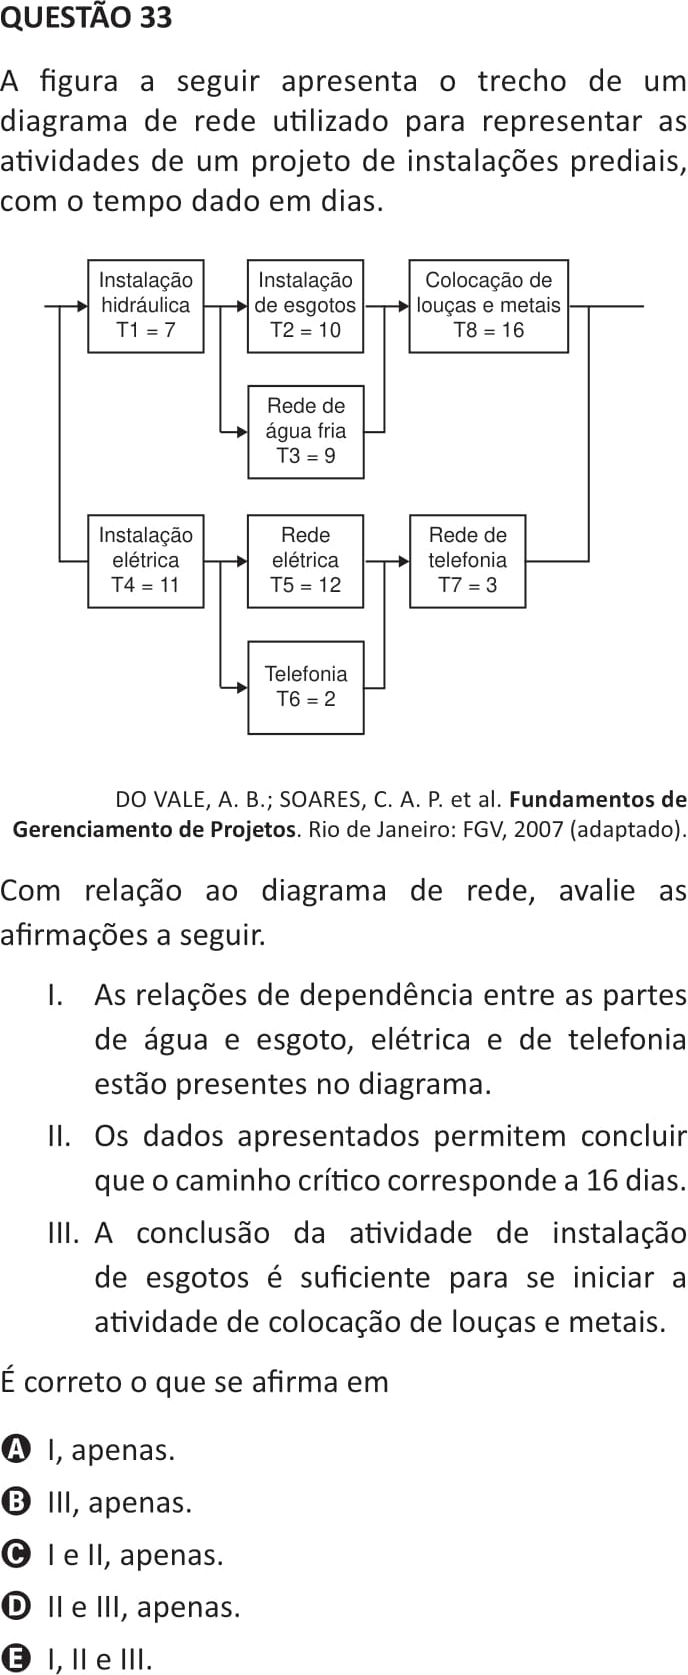 QUESTÃO 33
A figura a seguir apresenta o trecho de um
diagrama de rede utilizado para representar as
atividades de um projeto de instalações prediais,
com o tempo dado em dias.
Instalação
hidráulica
T1 = 7
Instalação
de esgotos
T2 = 10
Colocação de
louças e metais
T8 = 16
Rede de
água fria
T3 = 9
Instalação
elétrica
T4 = 11
Rede
elétrica
T5 = 12
Rede de
telefonia
T7 = 3
Telefonia
T6 = 2
DO VALE, A. B.; SOARES, C. A. P. et al. Fundamentos de
Gerenciamento de Projetos. Rio de Janeiro: FGV, 2007 (adaptado).
Com relação ao diagrama de rede, avalie as
afirmações a seguir.
I. As relações de dependência entre as partes
de água e esgoto, elétrica e de telefonia
estão presentes no diagrama.
II. Os dados apresentados permitem concluir
que o caminho crítico corresponde a 16 dias.
III. A conclusão da atividade de instalação
de esgotos é suficiente para se iniciar a
atividade de colocação de louças e metais.
É correto o que se afirma em
A I, apenas.
B III, apenas.
C I e II, apenas.
D II e III, apenas.
E I, II e III.